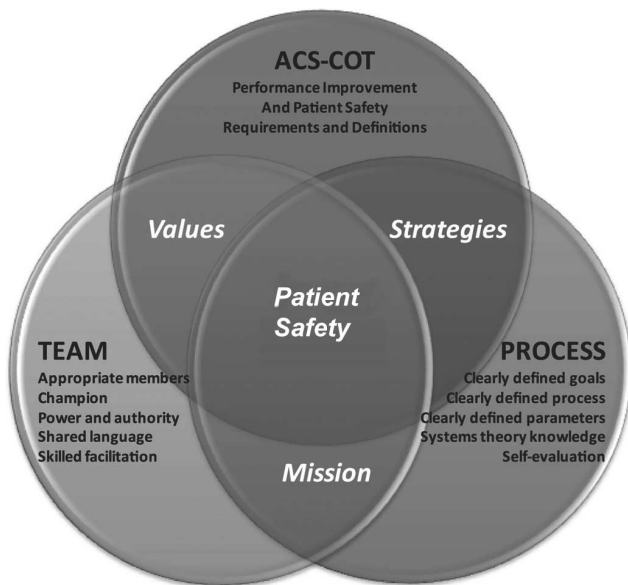 ACS-COT
Performance Improvement
And Patient Safety
Requirements and Definitions
Values
Strategies
Patient
Safety
TEAM
Appropriate members
Champion
Power and authority
Shared language
Skilled facilitation
PROCESS
Clearly defined goals
Clearly defined process
Clearly defined parameters
Systems theory knowledge
Self-evaluation
Mission